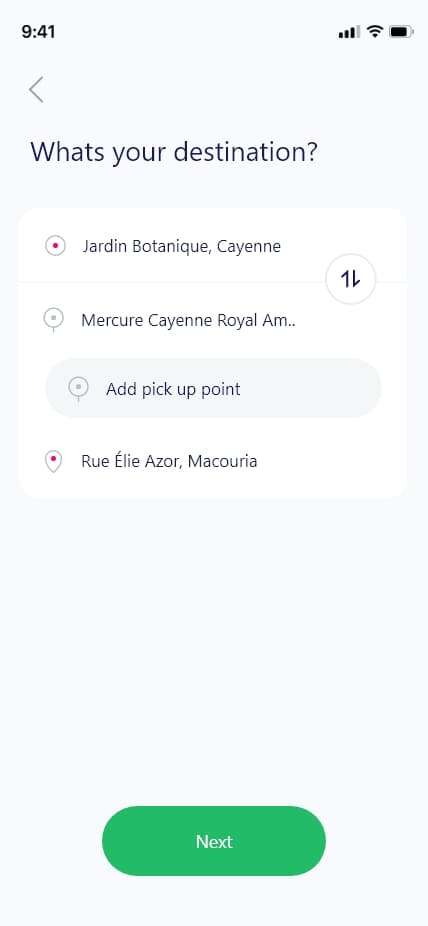 9:41
Whats your destination?
Jardin Botanique, Cayenne
Mercure Cayenne Royal Am..
Add pick up point
Rue Élie Azor, Macouria
Next